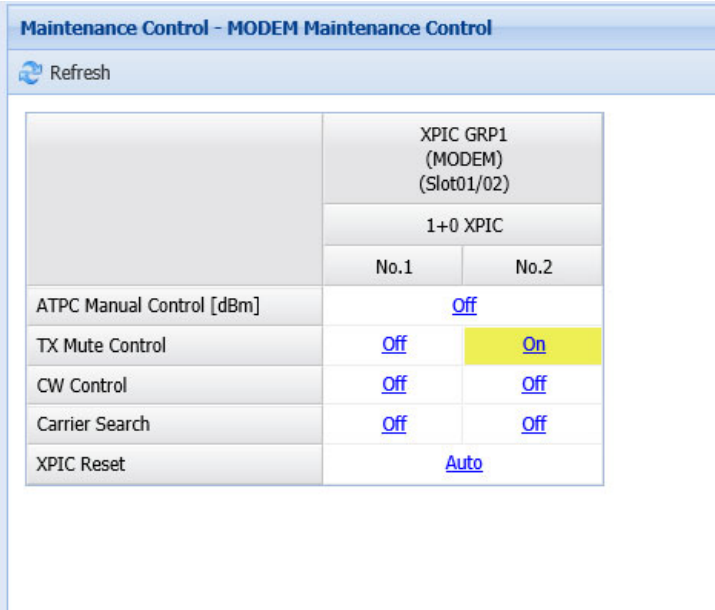 Maintenance Control - MODEM Maintenance Control
Refresh
XPIC GRP1
(MODEM)
(Slot01/02)
1+0 XPIC
No.1 No.2
ATPC Manual Control [dBm] Off
TX Mute Control Off On
CW Control Off Off
Carrier Search Off Off
XPIC Reset Auto